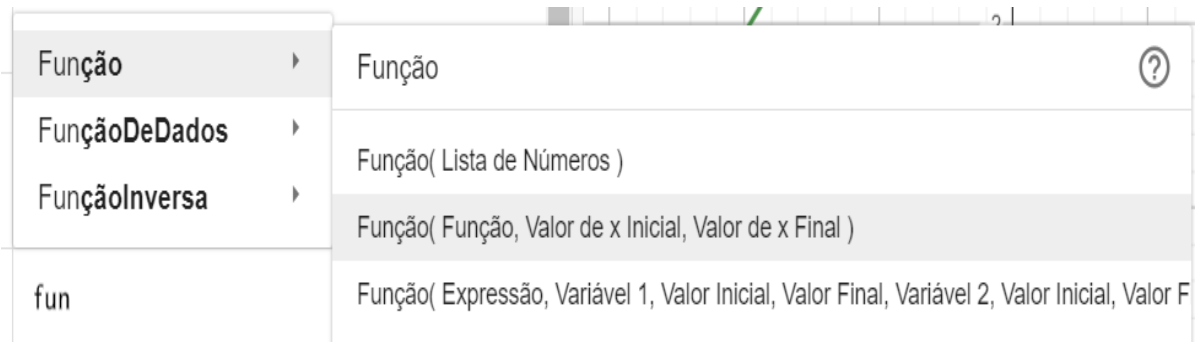 2
Função
FunçãoDeDados
FunçãoInversa
fun
Função
Função( Lista de Números )
Função( Função, Valor de x Inicial, Valor de x Final )
Função( Expressão, Variável 1, Valor Inicial, Valor Final, Variável 2, Valor Inicial, Valor F